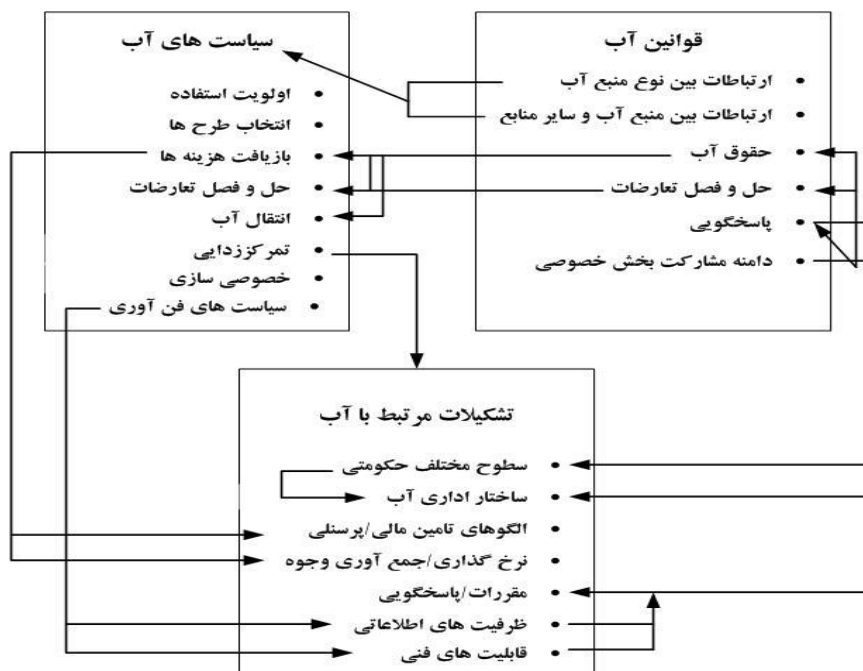 قوانین آب
ارتباطات بین نوع منبع آب
ارتباطات بین منبع آب و سایر منابع
حقوق آب
حل و فصل تعارضات
پاسخگویی
دامنه مشارکت بخش خصوصی
سیاست های آب
اولویت استفاده
انتخاب طرح ها
بازیافت هزینه ها
حل و فصل تعارضات
انتقال آب
تمرکززدایی
خصوصی سازی
سیاست های فن آوری
تشکیلات مرتبط با آب
سطوح مختلف حکومتی
ساختار اداری آب
الگوهای تامین مالی/پرسنلی
نرخ گذاری/جمع آوری وجوه
مقررات/پاسخگویی
ظرفیت های اطلاعاتی
قابلیت های فنی